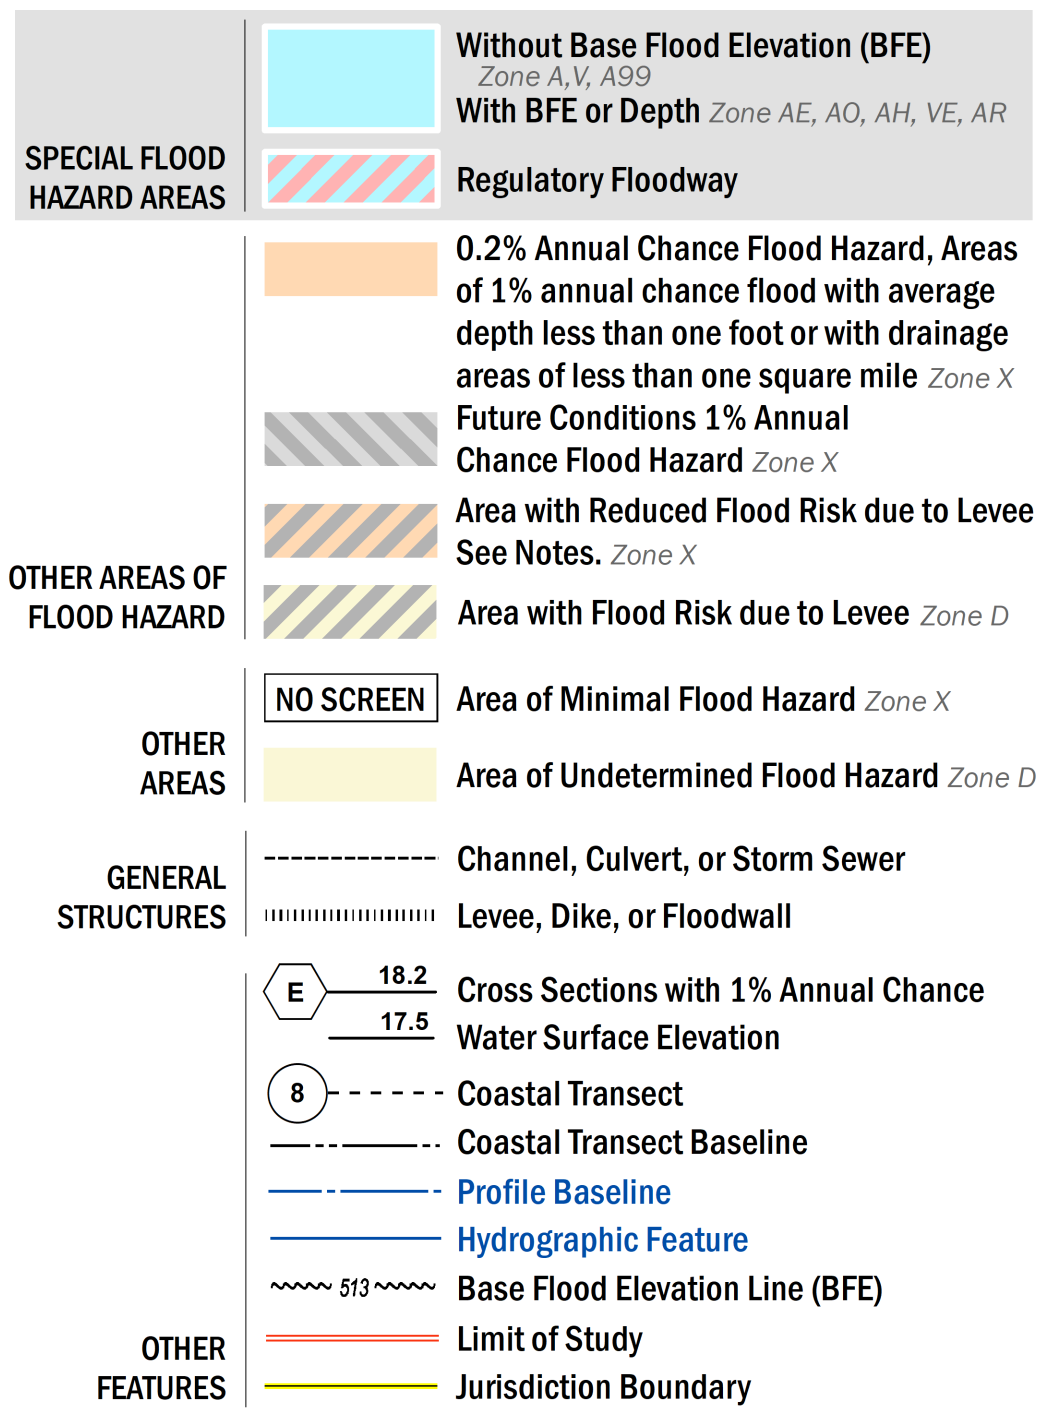 SPECIAL FLOOD
HAZARD AREAS
Without Base Flood Elevation (BFE)
Zone A,V, A99
With BFE or Depth Zone AE, AO, AH, VE, AR
Regulatory Floodway
OTHER AREAS OF
FLOOD HAZARD
0.2% Annual Chance Flood Hazard, Areas
of 1% annual chance flood with average
depth less than one foot or with drainage
areas of less than one square mile Zone X
Future Conditions 1% Annual
Chance Flood Hazard Zone X
Area with Reduced Flood Risk due to Levee
See Notes. Zone X
Area with Flood Risk due to Levee Zone D
OTHER
AREAS
NO SCREEN Area of Minimal Flood Hazard Zone X
Area of Undetermined Flood Hazard Zone D
GENERAL
STRUCTURES
Channel, Culvert, or Storm Sewer
Levee, Dike, or Floodwall
OTHER
FEATURES
E 18.2 Cross Sections with 1% Annual Chance
17.5 Water Surface Elevation
8 Coastal Transect
Coastal Transect Baseline
Profile Baseline
Hydrographic Feature
513 Base Flood Elevation Line (BFE)
Limit of Study
Jurisdiction Boundary